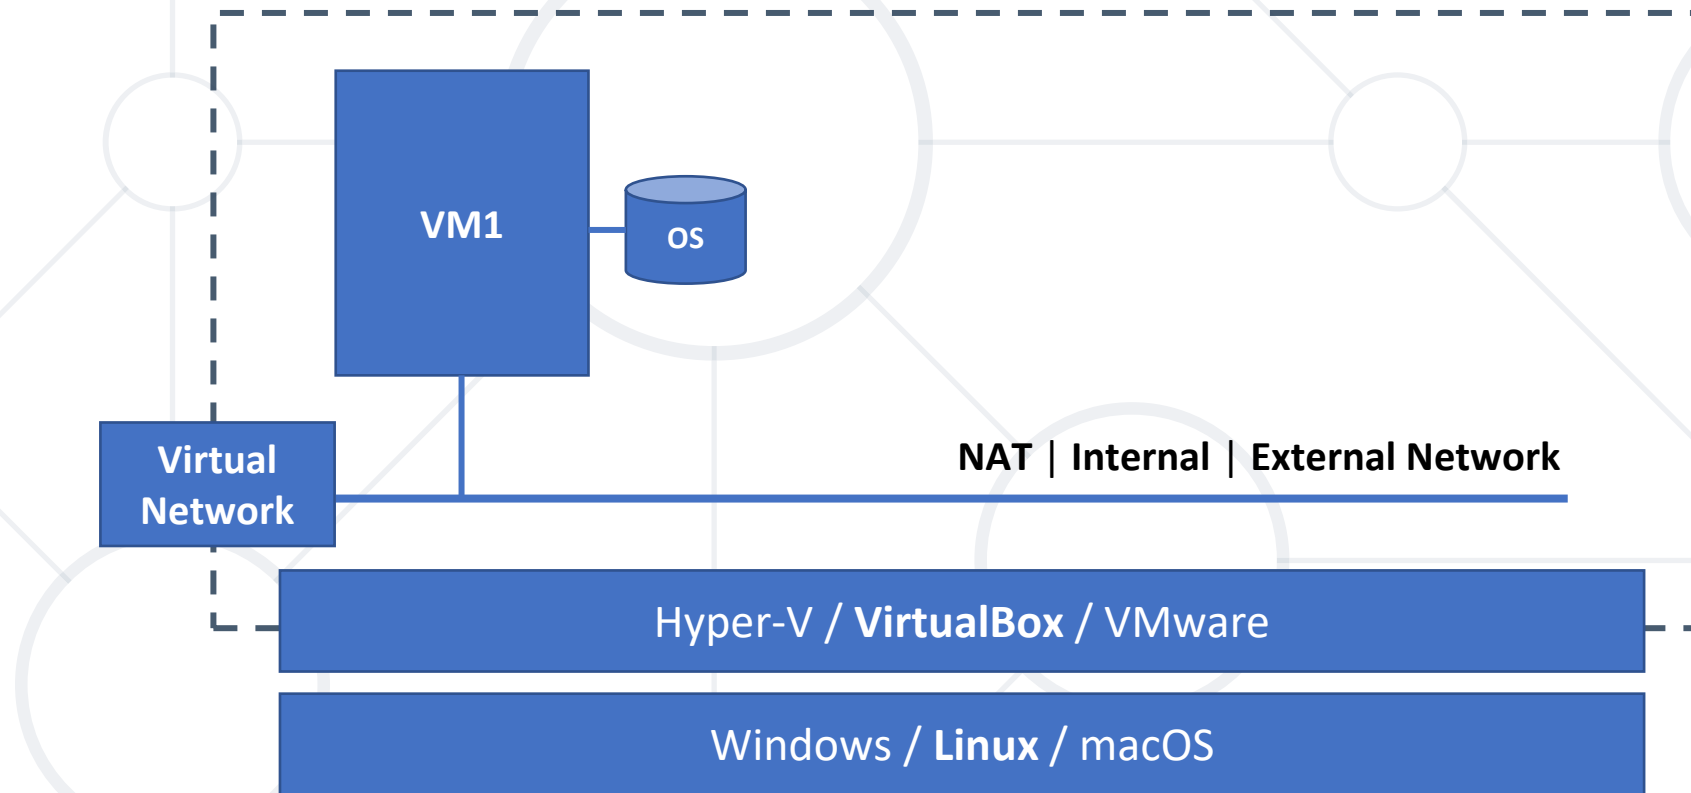 VM1
OS
Virtual
Network
NAT | Internal | External Network
Hyper-V / VirtualBox / VMware
Windows / Linux / macOS